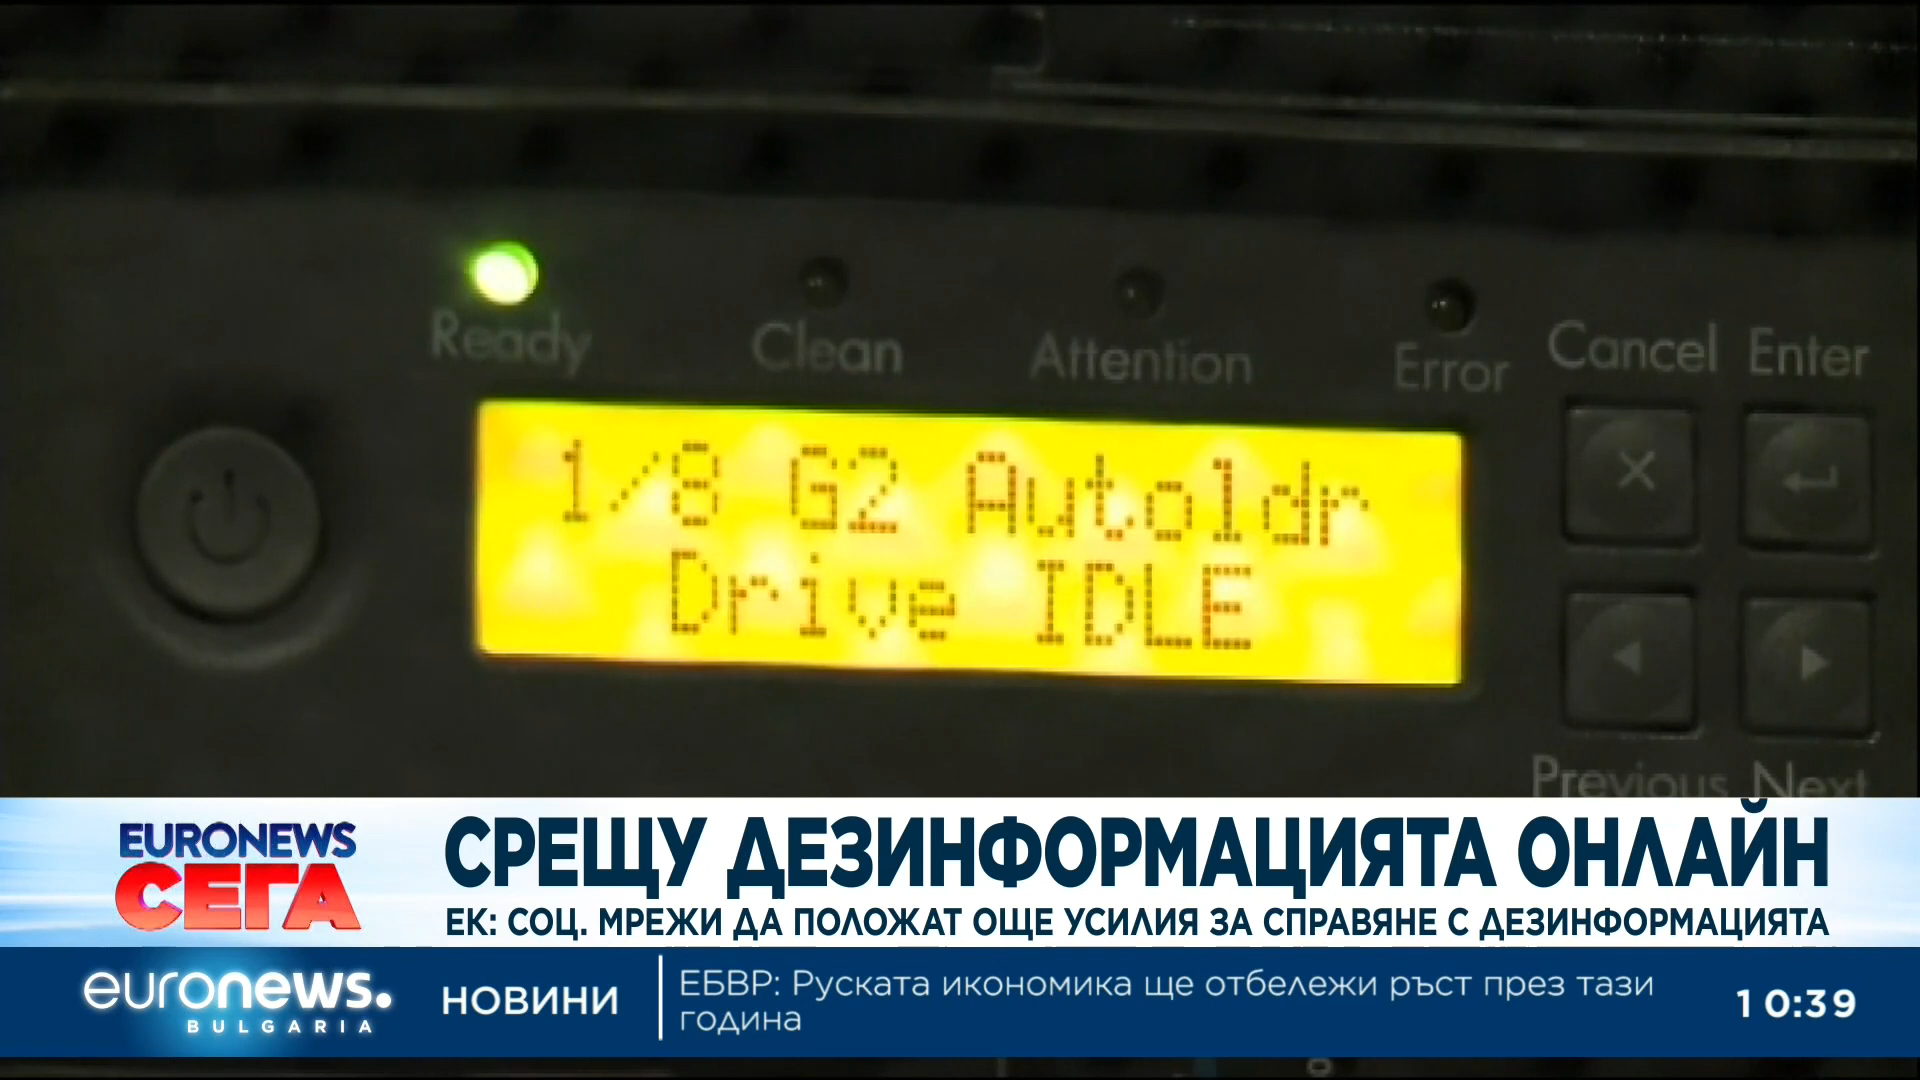 Ready Clean Attention Error Cancel Enter
1/8 G2 Autoldr
Drive IDLE
Previous Next
EURONEWS
СЕГА
СРЕЩУ ДЕЗИНФОРМАЦИЯТА ОНЛАЙН
ЕК: СОЦ. МРЕЖИ ДА ПОЛОЖАТ ОЩЕ УСИЛИЯ ЗА СПРАВЯНЕ С ДЕЗИНФОРМАЦИЯТА
euronews.
BULGARIA
НОВИНИ
ЕБВР: Руската икономика ще отбележи ръст през тази
година
10:39